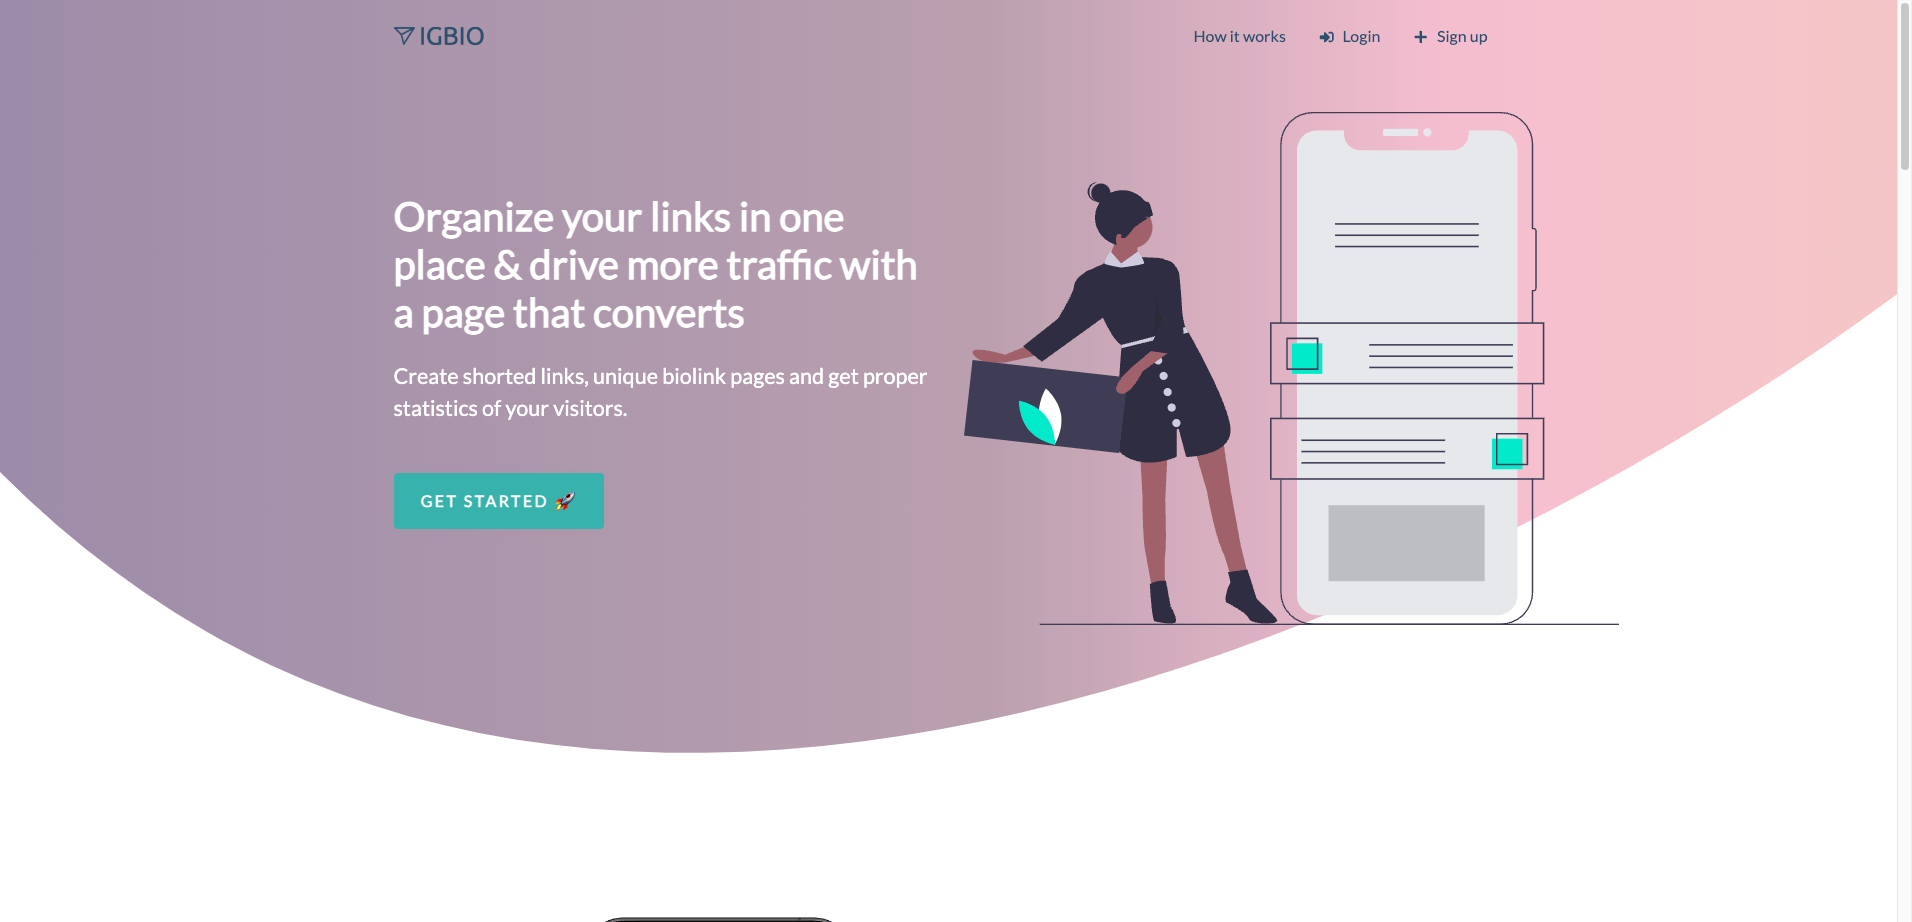 IGBIO
How it works
Login
Sign up
Organize your links in one
place & drive more traffic with
a page that converts
Create shorted links, unique biolink pages and get proper
statistics of your visitors.
GET STARTED 🚀